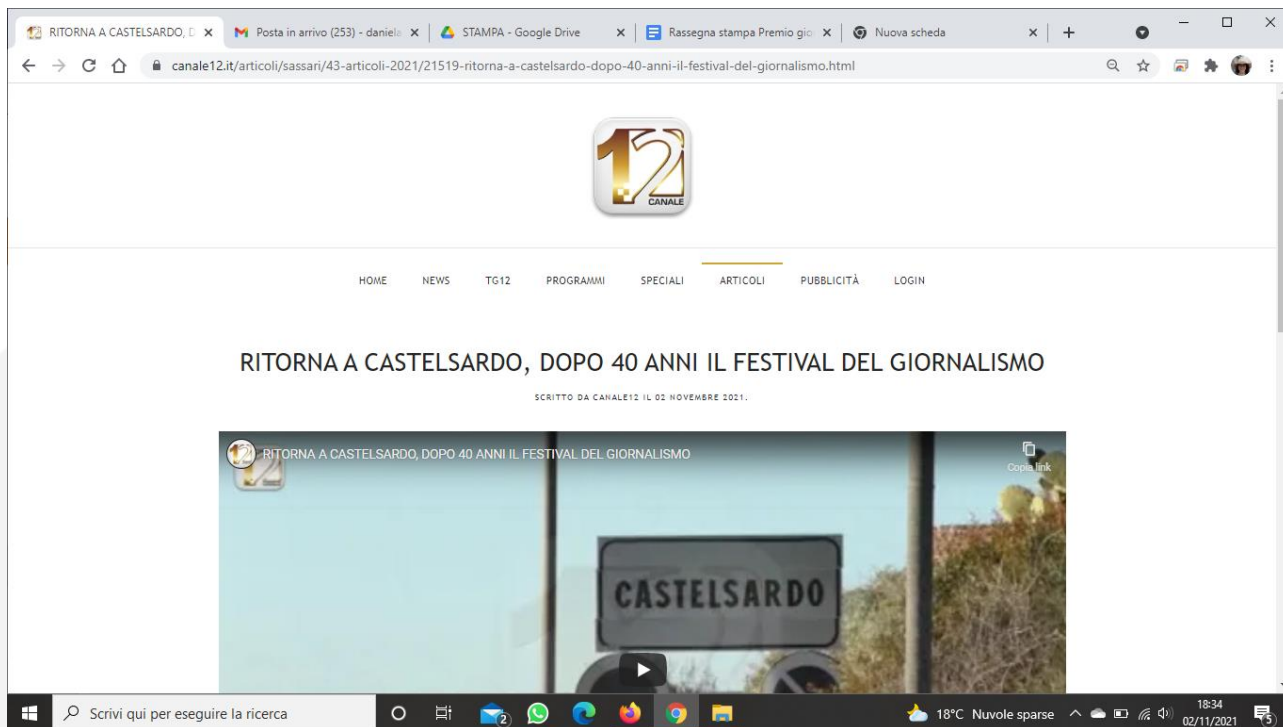 RITORNA A CASTELSARDO, D
Posta in arrivo (253) - daniela
STAMPA - Google Drive
Rassegna stampa Premio gio
Nuova scheda
canale12.it/articoli/sassari/43-articoli-2021/21519-ritorna-a-castelsardo-dopo-40-anni-il-festival-del-giornalismo.html
12
CANALE
HOME NEWS TG12 PROGRAMMI SPECIALI ARTICOLI PUBBLICITÀ LOGIN
RITORNA A CASTELSARDO, DOPO 40 ANNI IL FESTIVAL DEL GIORNALISMO
SCRITTO DA CANALE12 IL 02 NOVEMBRE 2021.
12 RITORNA A CASTELSARDO, DOPO 40 ANNI IL FESTIVAL DEL GIORNALISMO
Copia link
12
CASTELSARDO
Scrivi qui per eseguire la ricerca
2
18°C Nuvole sparse
18:34
02/11/2021